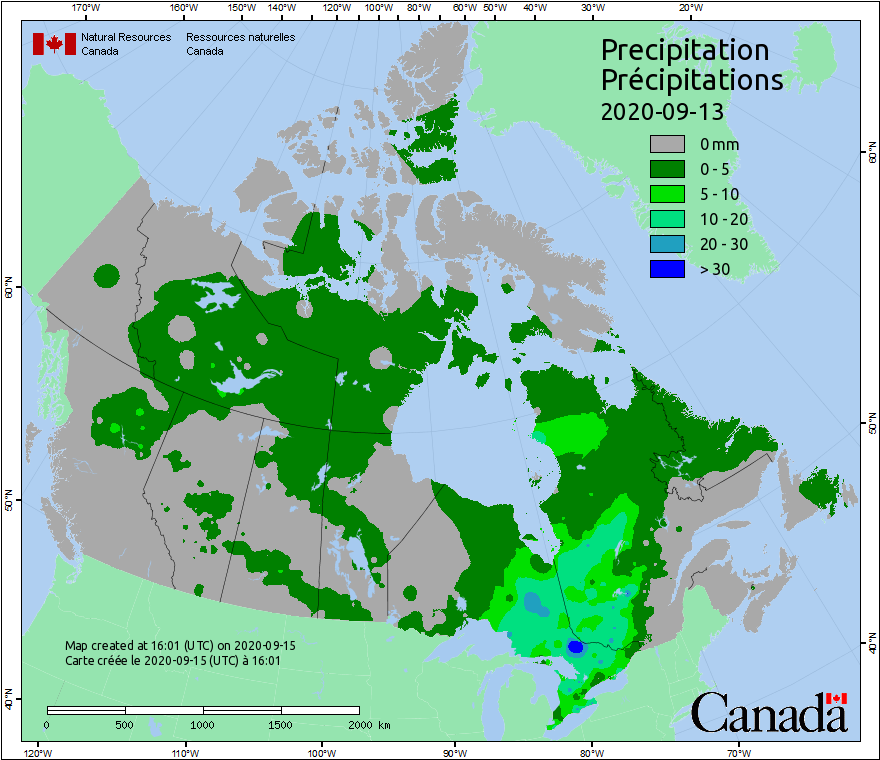 170°W 160°W 150°W 140°W 130°W 120°W 110°W 100°W 90°W 80°W 60°W 50°W 40°W 30°W 20°W
Natural Resources Ressources naturelles
Canada Canada
Precipitation
Précipitations
2020-09-13
0 mm
0 - 5
5 - 10
10 - 20
20 - 30
> 30
60°N
60°N
50°N
50°N
40°N
40°N
Map created at 16:01 (UTC) on 2020-09-15
Carte créée le 2020-09-15 (UTC) à 16:01
0 500 1000 1500 2000 km
Canada
120°W 110°W 100°W 90°W 80°W 70°W